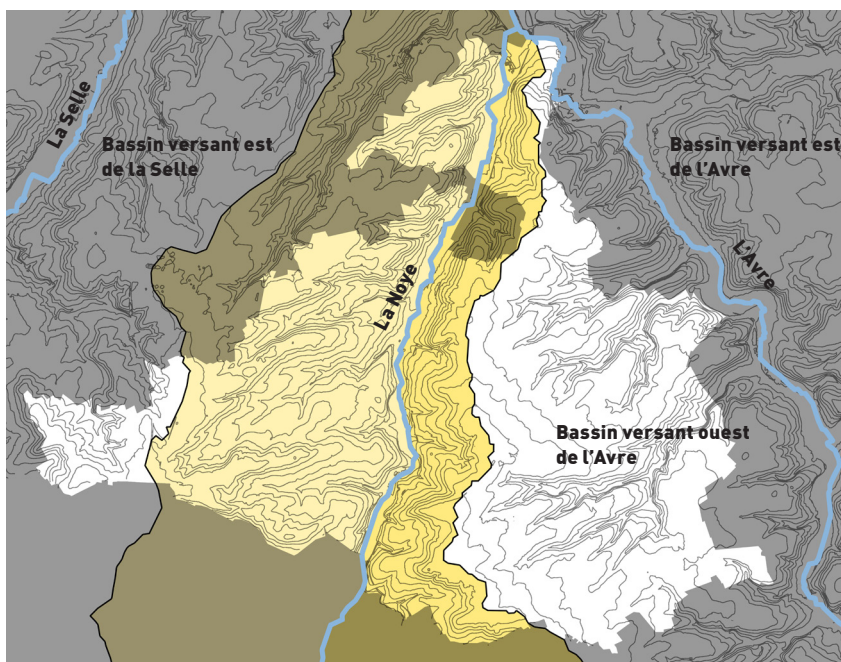 La Selle
Bassin versant est
de la Selle
Bassin versant est
de l'Avre
L'Avre
La Noye
Bassin versant ouest
de l'Avre